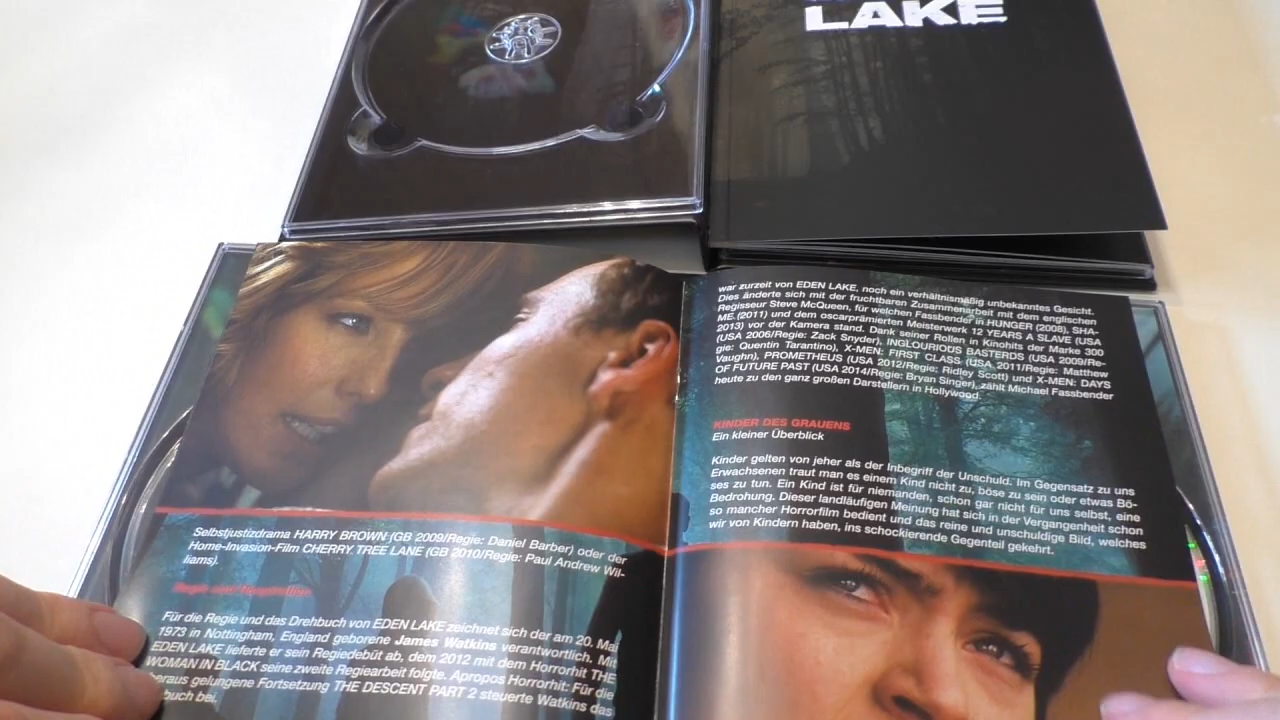 LAKE
Selbstjustizdrama HARRY BROWN (GB 2009/Regie: Daniel Barber) oder der
Home-Invasion-Film CHERRY TREE LANE (GB 2010/Regie: Paul Andrew Wil-
liams).
Für die Regie und das Drehbuch von EDEN LAKE zeichnet sich der am 20. Mai
1973 in Nottingham, England geborene James Watkins verantwortlich. Mit
EDEN LAKE lieferte er sein Regiedebüt ab, dem 2012 mit dem Horrorhit THE
WOMAN IN BLACK seine zweite Regiearbeit folgte. Apropos Horrorhit: Für die
eraus gelungene Fortsetzung THE DESCENT PART 2 steuerte Watkins das
buch bei.
war zurzeit von EDEN LAKE, noch ein verhältnismäßig unbekanntes Gesicht.
Dies änderte sich mit der fruchtbaren Zusammenarbeit mit dem englischen
Regisseur Steve McQueen, für welchen Fassbender in HUNGER (2008), SHA-
ME (2011) und dem oscarprämierten Meisterwerk 12 YEARS A SLAVE (USA
2013) vor der Kamera stand. Dank seiner Rollen in Kinohits der Marke 300
(USA 2006/Regie: Zack Snyder), INGLOURIOUS BASTERDS (USA 2009/Re-
gie: Quentin Tarantino), X-MEN: FIRST CLASS (USA 2011/Regie: Matthew
Vaughn), PROMETHEUS (USA 2012/Regie: Ridley Scott) und X-MEN: DAYS
OF FUTURE PAST (USA 2014/Regie: Bryan Singer), zählt Michael Fassbender
heute zu den ganz großen Darstellern in Hollywood.
KINDER DES GRAUENS
Ein kleiner Überblick
Kinder gelten von jeher als der Inbegriff der Unschuld. Im Gegensatz zu uns
Erwachsenen traut man es einem Kind nicht zu, böse zu sein oder etwas Bö-
ses zu tun. Ein Kind ist für niemanden, schon gar nicht für uns selbst, eine
Bedrohung. Dieser landläufigen Meinung hat sich in der Vergangenheit schon
so mancher Horrorfilm bedient und das reine und unschuldige Bild, welches
wir von Kindern haben, ins schockierende Gegenteil gekehrt.